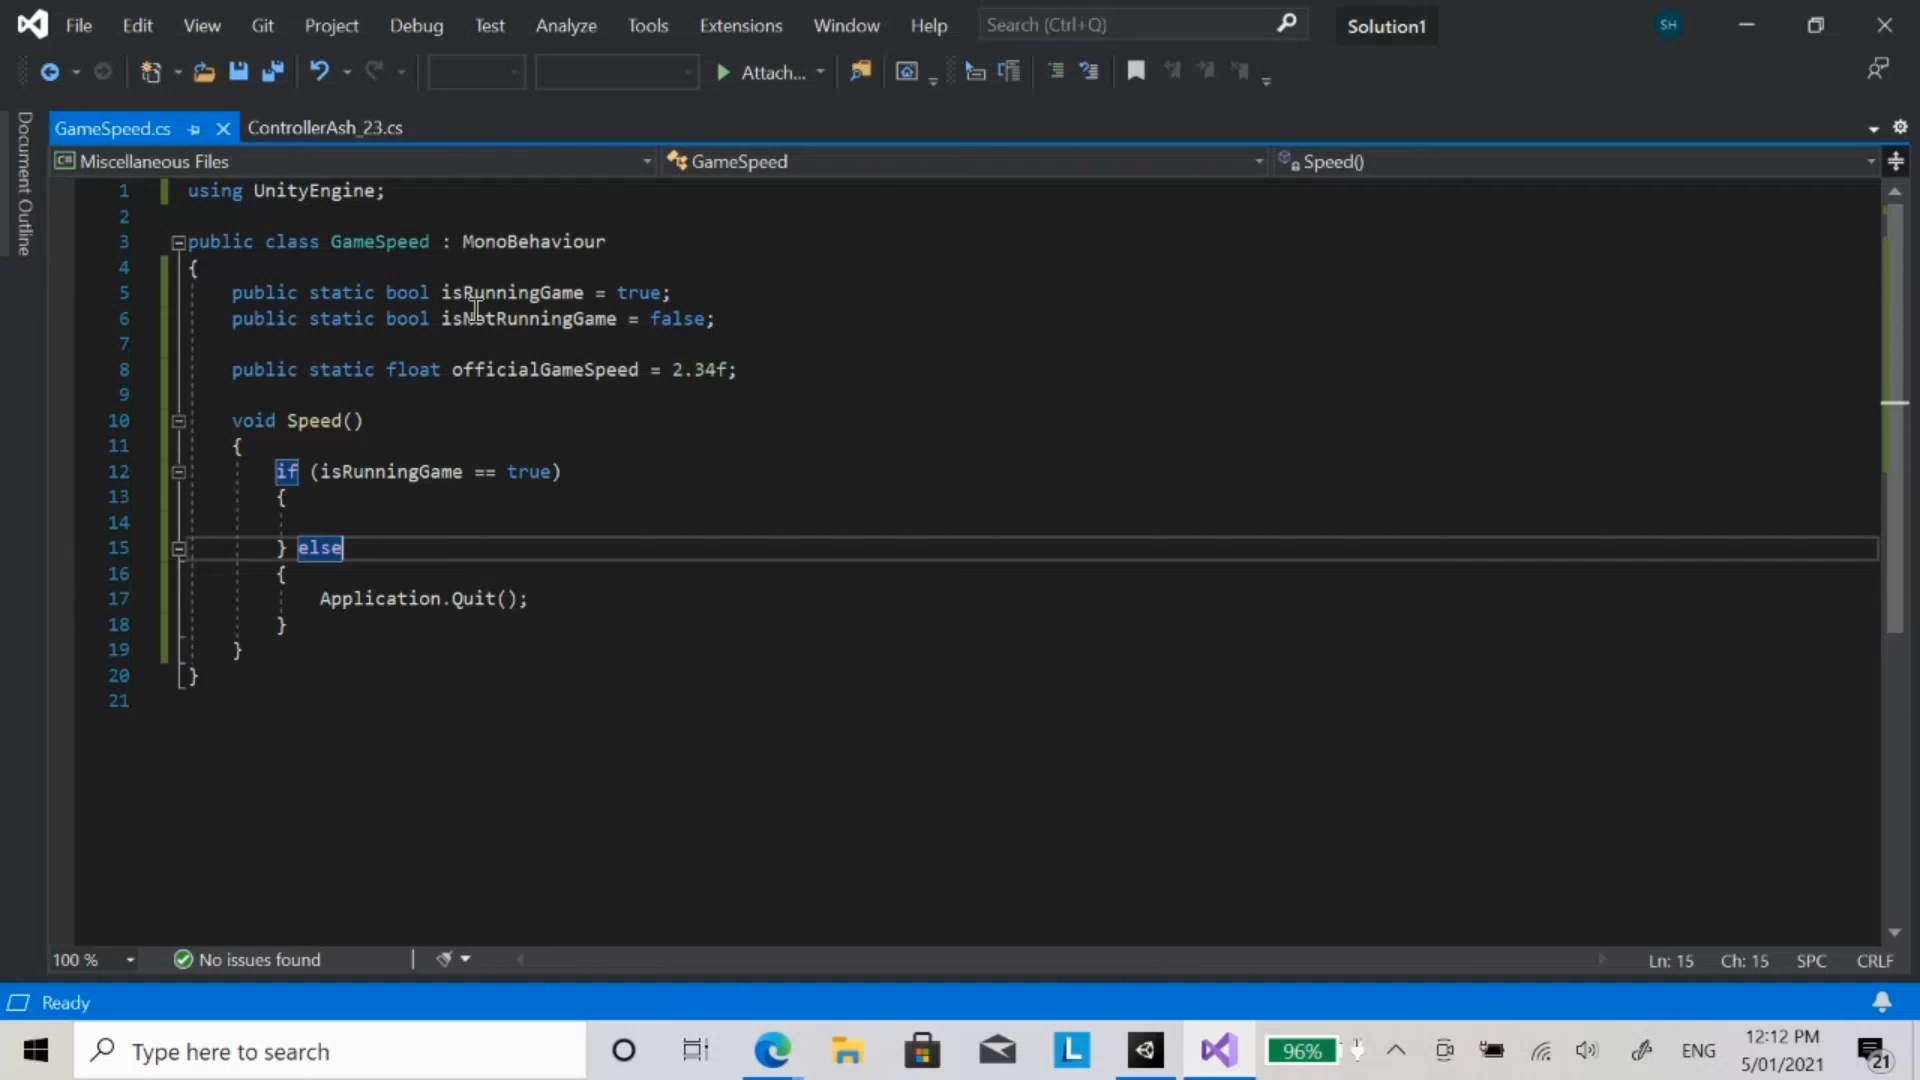 File Edit View Git Project Debug Test Analyze Tools Extensions Window Help Search (Ctrl+Q) Solution1 SH
Attach...
Document Outline
GameSpeed.cs ControllerAsh_23.cs
C# Miscellaneous Files GameSpeed Speed()
1 using UnityEngine;
2
3 public class GameSpeed : MonoBehaviour
4 {
5 public static bool isRunningGame = true;
6 public static bool isNotRunningGame = false;
7
8 public static float officialGameSpeed = 2.34f;
9
10 void Speed()
11 {
12 if (isRunningGame == true)
13 {
14
15 } else
16 {
17 Application.Quit();
18 }
19 }
20 }
21
100 % No issues found Ln: 15 Ch: 15 SPC CRLF
Ready
Type here to search L 96% ENG 12:12 PM
5/01/2021 21